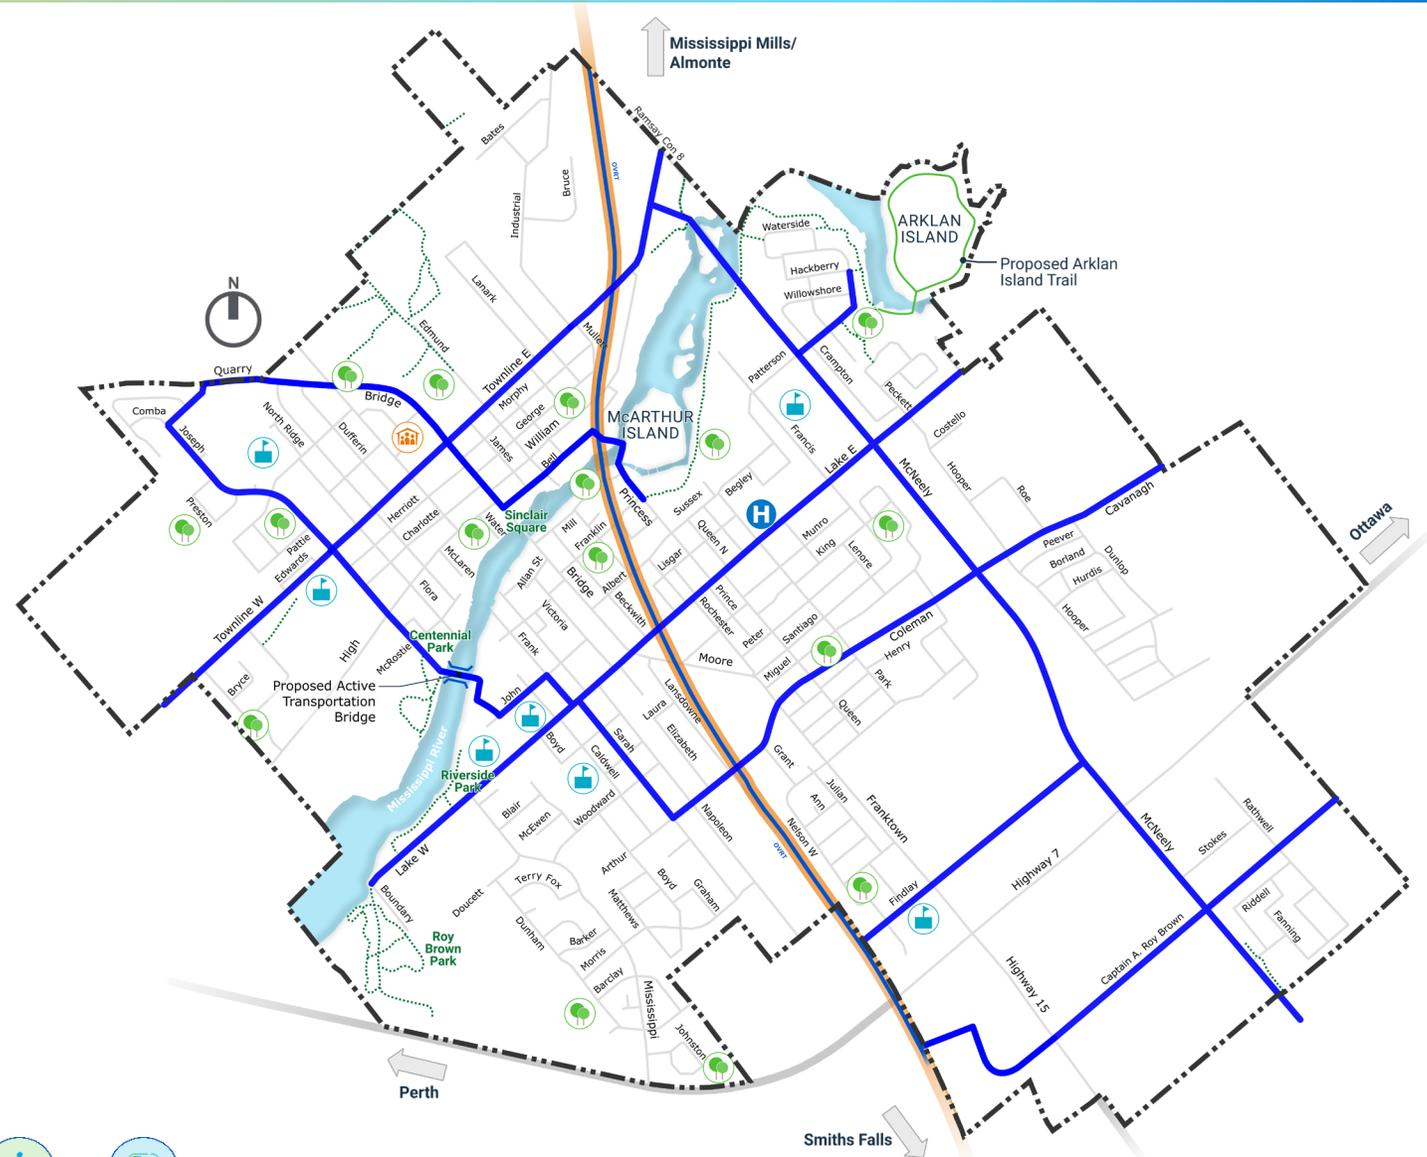 Mississippi Mills/
Almonte
Ramsay Con 8
Bates
OVRT
Bruce
Industrial
Waterside
ARKLAN
ISLAND
Proposed Arklan
Island Trail
Hackberry
Willowshore
N
Lanark
Edmund
Mullett
Townline E
Morphy
George
William
James
Bell
McARTHUR
ISLAND
Patterson
Crampton
Peckett
Francis
Costello
Quarry
Comba
Joseph
North Ridge
Dufferin
Bridge
Preston
Pattie
Edwards
Herriott
Charlotte
McLaren
Water
Flora
Sinclair
Square
Mill
Franklin
Princess
Sussex
Begley
Queen N
H
Lake E
McNeely
Hooper
Roe
Cavanagh
Ottawa
Munro
King
Lenore
Lisgar
Allan St
Bridge
Albert
Beckwith
Victoria
Frank
Prince
Rochester
Peter
Santiago
Miguel
Moore
Coleman
Henry
Park
Queen
Peever
Borland
Hurdis
Dunlop
Hooper
Townline W
High
McRostie
Bryce
Centennial
Park
Proposed Active
Transportation
Bridge
John
Lansdowne
Laura
Elizabeth
Sarah
Caldwell
Boyd
Mississippi River
Riverside
Park
Blair
McEwen
Woodward
Napoleon
Grant
Julian
Ann
Nelson W
OVRT
Franktown
Lake W
Boundary
Doucett
Terry Fox
Arthur
Boyd
Graham
Matthews
Dunham
Barker
Morris
Barclay
Findlay
Highway 7
McNeely
Stokes
Rathwell
Riddell
Fanning
Captain A. Roy Brown
Highway 15
Roy
Brown
Park
Mississippi
Johnston
Perth
Smiths Falls